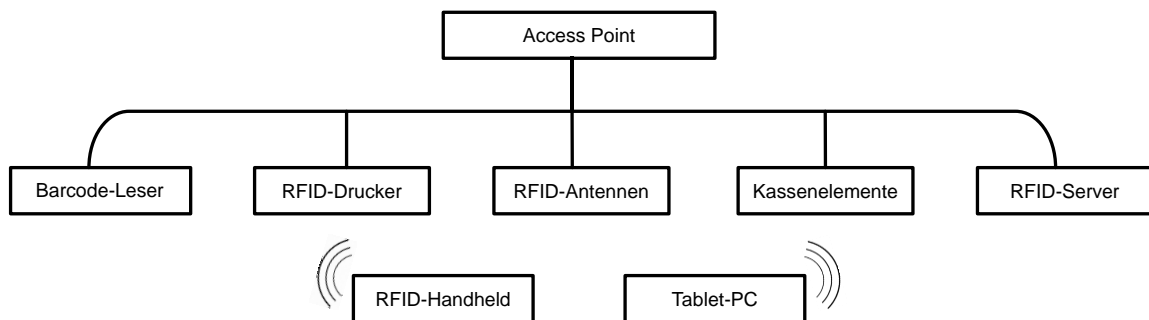 Access Point
Barcode-Leser
RFID-Drucker
RFID-Antennen
Kassenelemente
RFID-Server
RFID-Handheld
Tablet-PC